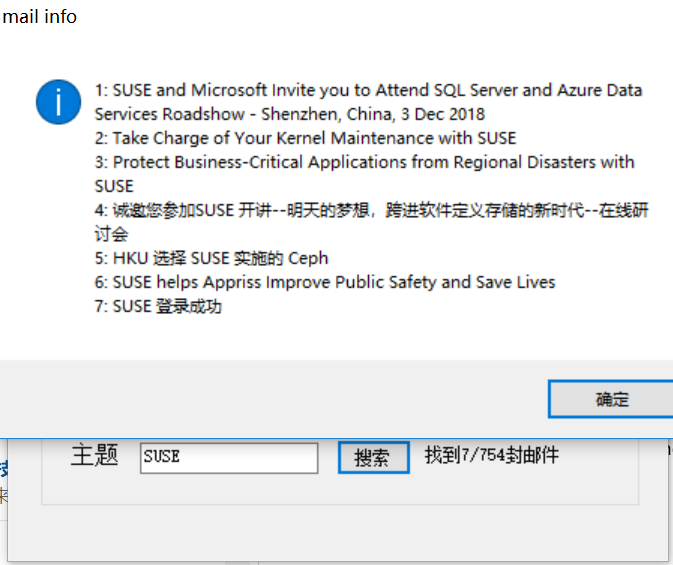 mail info
1: SUSE and Microsoft Invite you to Attend SQL Server and Azure Data
Services Roadshow - Shenzhen, China, 3 Dec 2018
2: Take Charge of Your Kernel Maintenance with SUSE
3: Protect Business-Critical Applications from Regional Disasters with
SUSE
4: 诚邀您参加SUSE 开讲--明天的梦想，跨进软件定义存储的新时代--在线研
讨会
5: HKU 选择 SUSE 实施的 Ceph
6: SUSE helps Appriss Improve Public Safety and Save Lives
7: SUSE 登录成功
确定
主题 SUSE 搜索 找到7/754封邮件